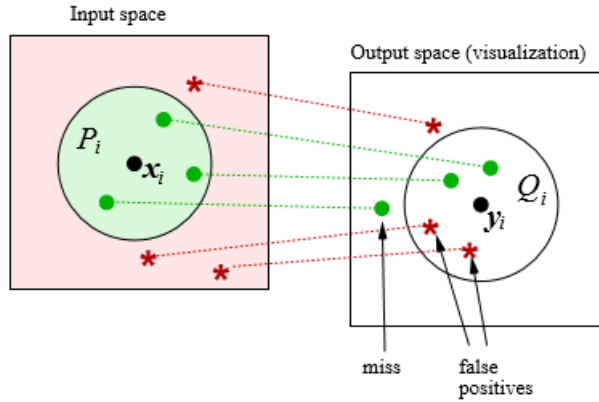 Input space
Output space (visualization)
P_i
x_i
Q_i
y_i
miss
false
positives